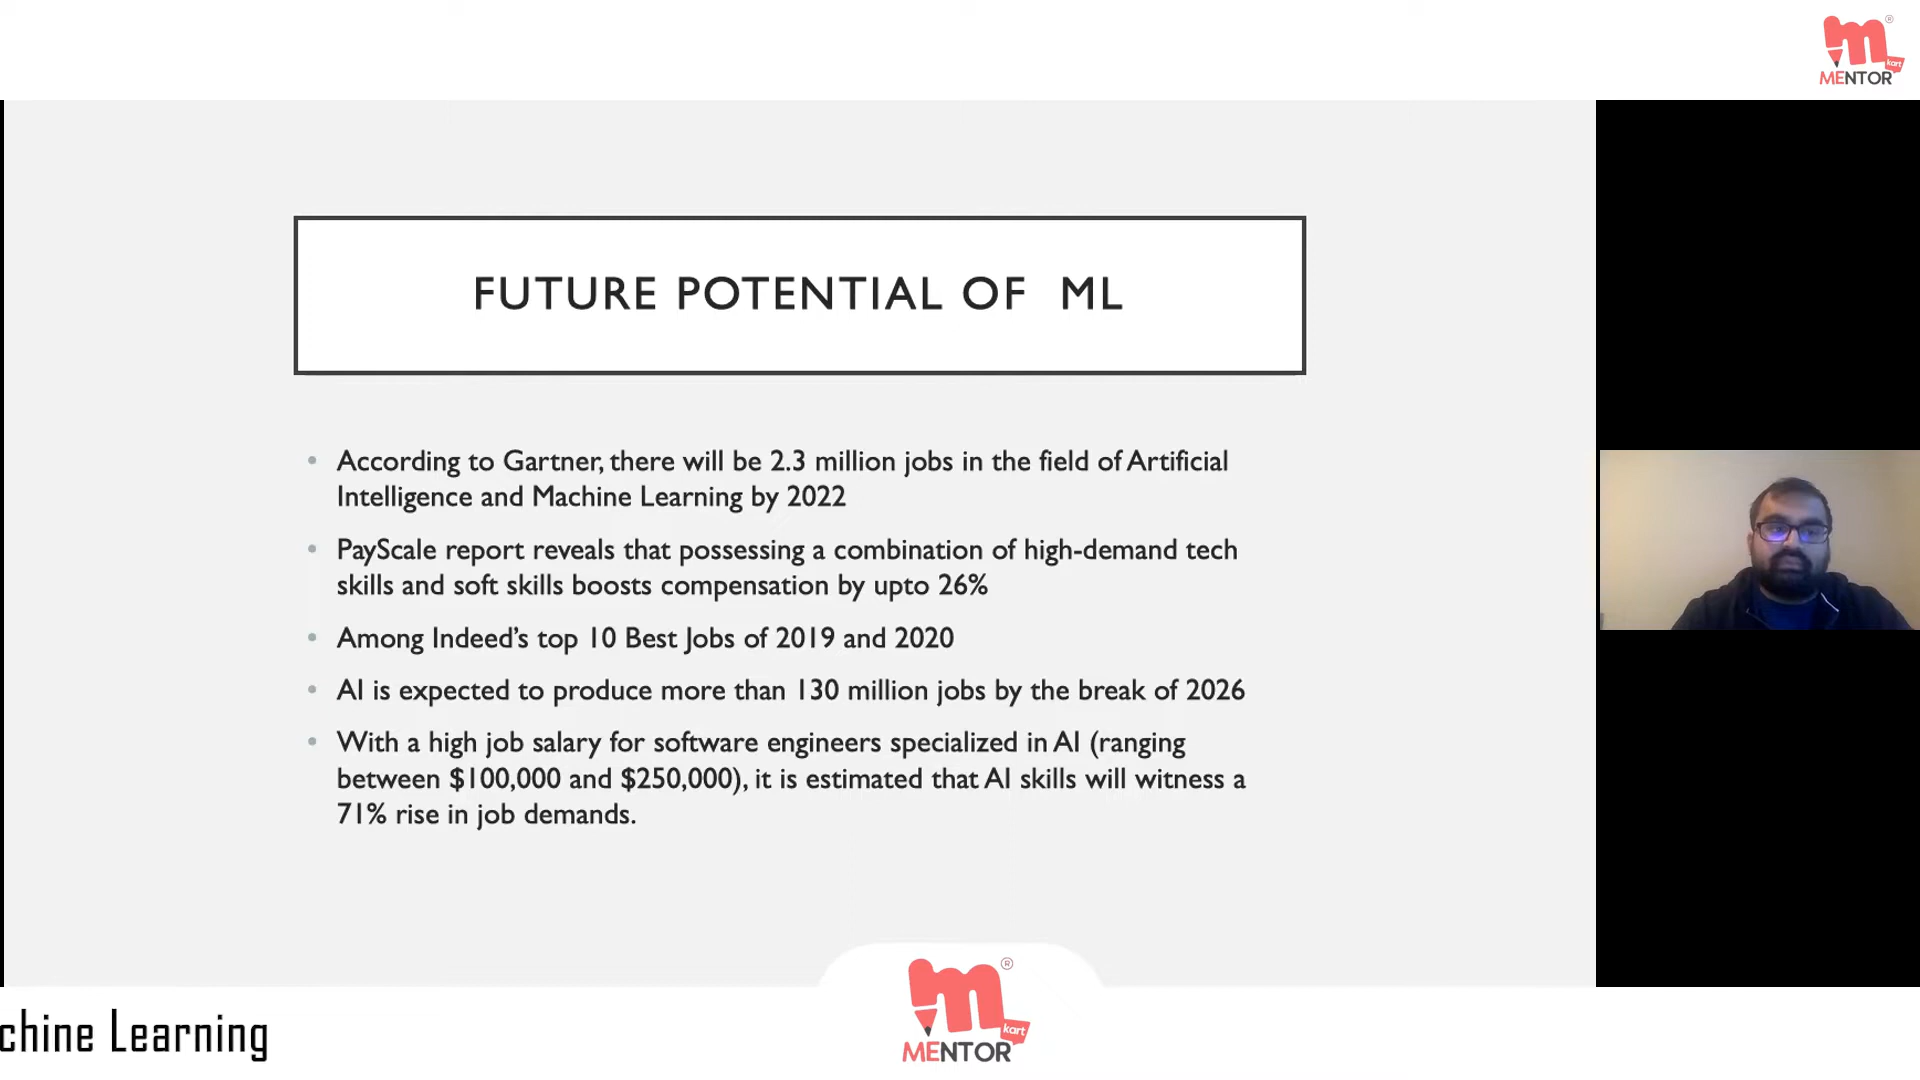 m
®
kart
MENTOR
FUTURE POTENTIAL OF ML
• According to Gartner, there will be 2.3 million jobs in the field of Artificial
Intelligence and Machine Learning by 2022
• PayScale report reveals that possessing a combination of high-demand tech
skills and soft skills boosts compensation by upto 26%
• Among Indeed's top 10 Best Jobs of 2019 and 2020
• AI is expected to produce more than 130 million jobs by the break of 2026
• With a high job salary for software engineers specialized in AI (ranging
between $100,000 and $250,000), it is estimated that AI skills will witness a
71% rise in job demands.
chine Learning
m
®
kart
MENTOR